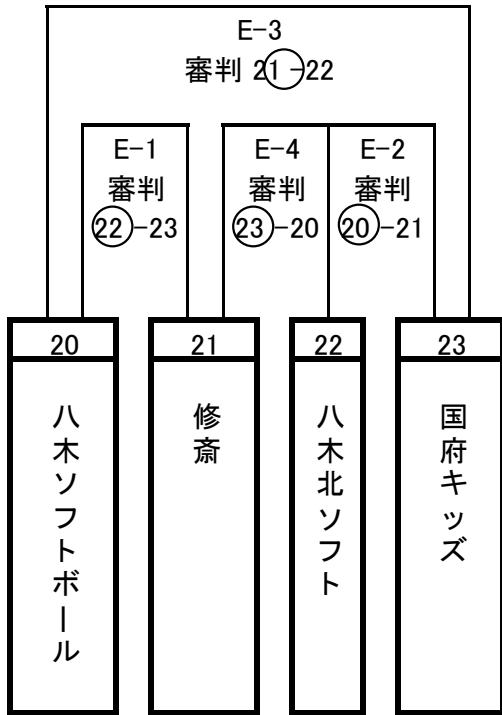 E-3
審判 21-22
E-1
審判
22-23
E-4
審判
23-20
E-2
審判
20-21
20
21
22
23
八木ソフトボール
修斎
八木北ソフト
国府キッズ